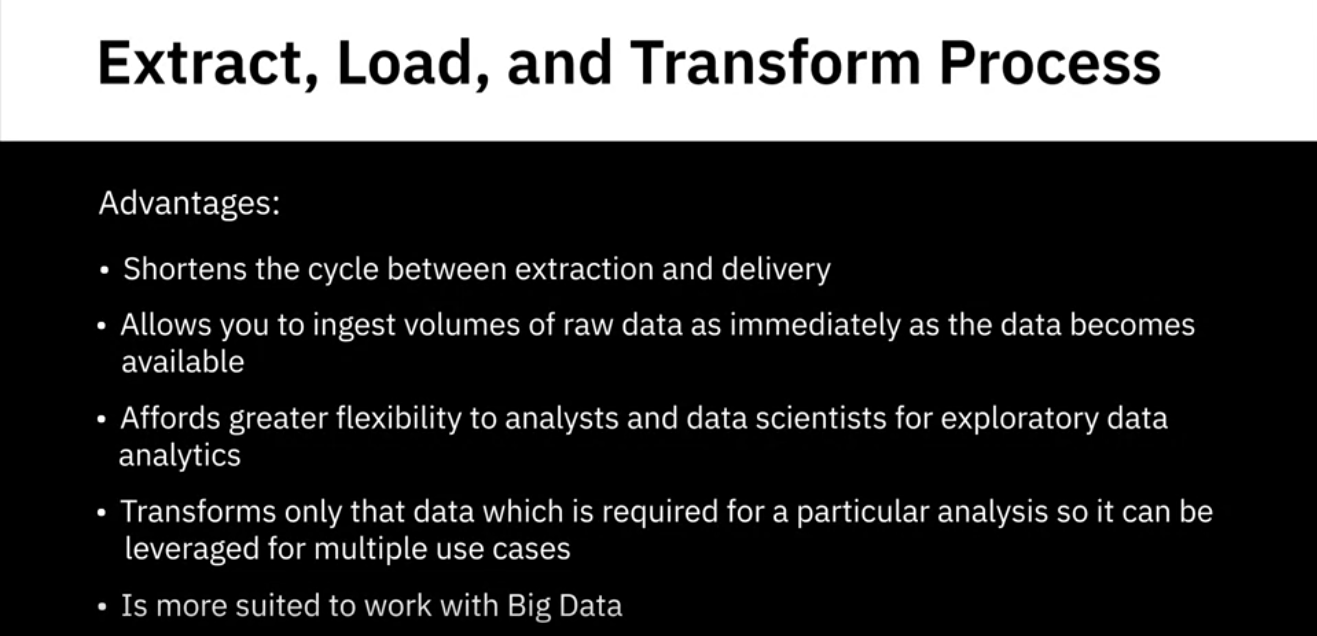 Extract, Load, and Transform Process
Advantages:
• Shortens the cycle between extraction and delivery
• Allows you to ingest volumes of raw data as immediately as the data becomes
available
• Affords greater flexibility to analysts and data scientists for exploratory data
analytics
• Transforms only that data which is required for a particular analysis so it can be
leveraged for multiple use cases
• Is more suited to work with Big Data